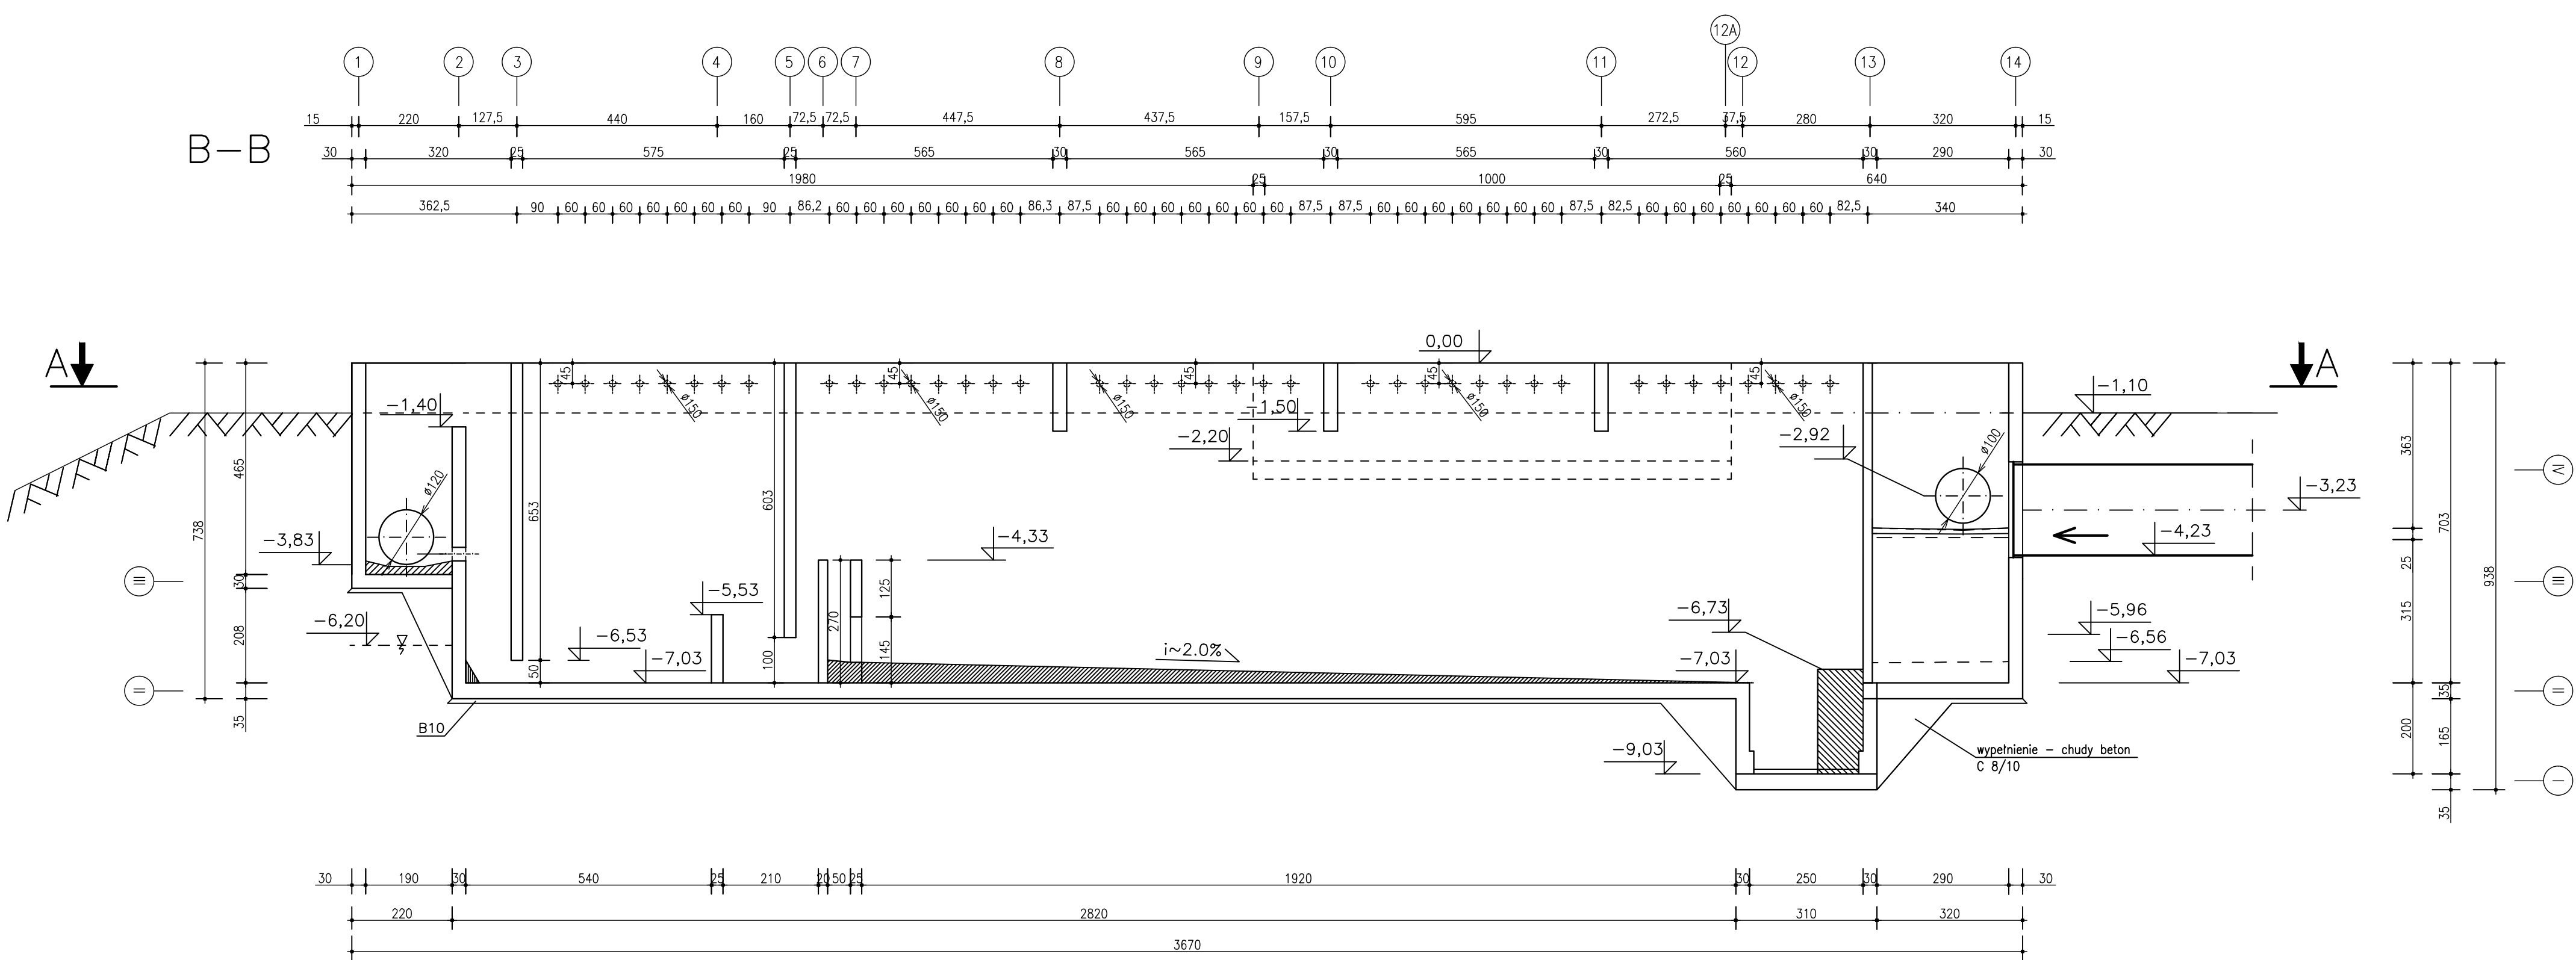 12A
1 2 3 4 5 6 7 8 9 10 11 12 13 14
15 220 127,5 440 160 72,5 72,5 447,5 437,5 157,5 595 272,5 37,5 280 320 15
B-B
30 320 25 575 25 565 30 565 30 565 30 560 30 290 30
1980 25 1000 25 640
362,5 90 60 60 60 60 60 60 60 90 86,2 60 60 60 60 60 60 60 86,3 87,5 60 60 60 60 60 60 60 87,5 87,5 60 60 60 60 60 60 60 87,5 82,5 60 60 60 60 60 60 60 82,5 340
0,00
A A
45 45 45 45 45
-1,10
ø150 ø150 ø150 ø150 ø150
-1,40 -1,50
-2,20 -2,92
ø120 ø100
465 363
IV
-3,23
738 653 603 703
-3,83 -4,33 -4,23
III 30 125 25 III
938
-5,53
-6,20 208 270 -6,73 315 -5,96
-6,53 i~2.0% -6,56
-7,03 50 100 145 -7,03 -7,03
II 35 II
35 B10 200 165
-9,03
wypełnienie - chudy beton
C 8/10
I
35
30 190 30 540 25 210 20 50 25 1920 30 250 30 290 30
220 2820 310 320
3670